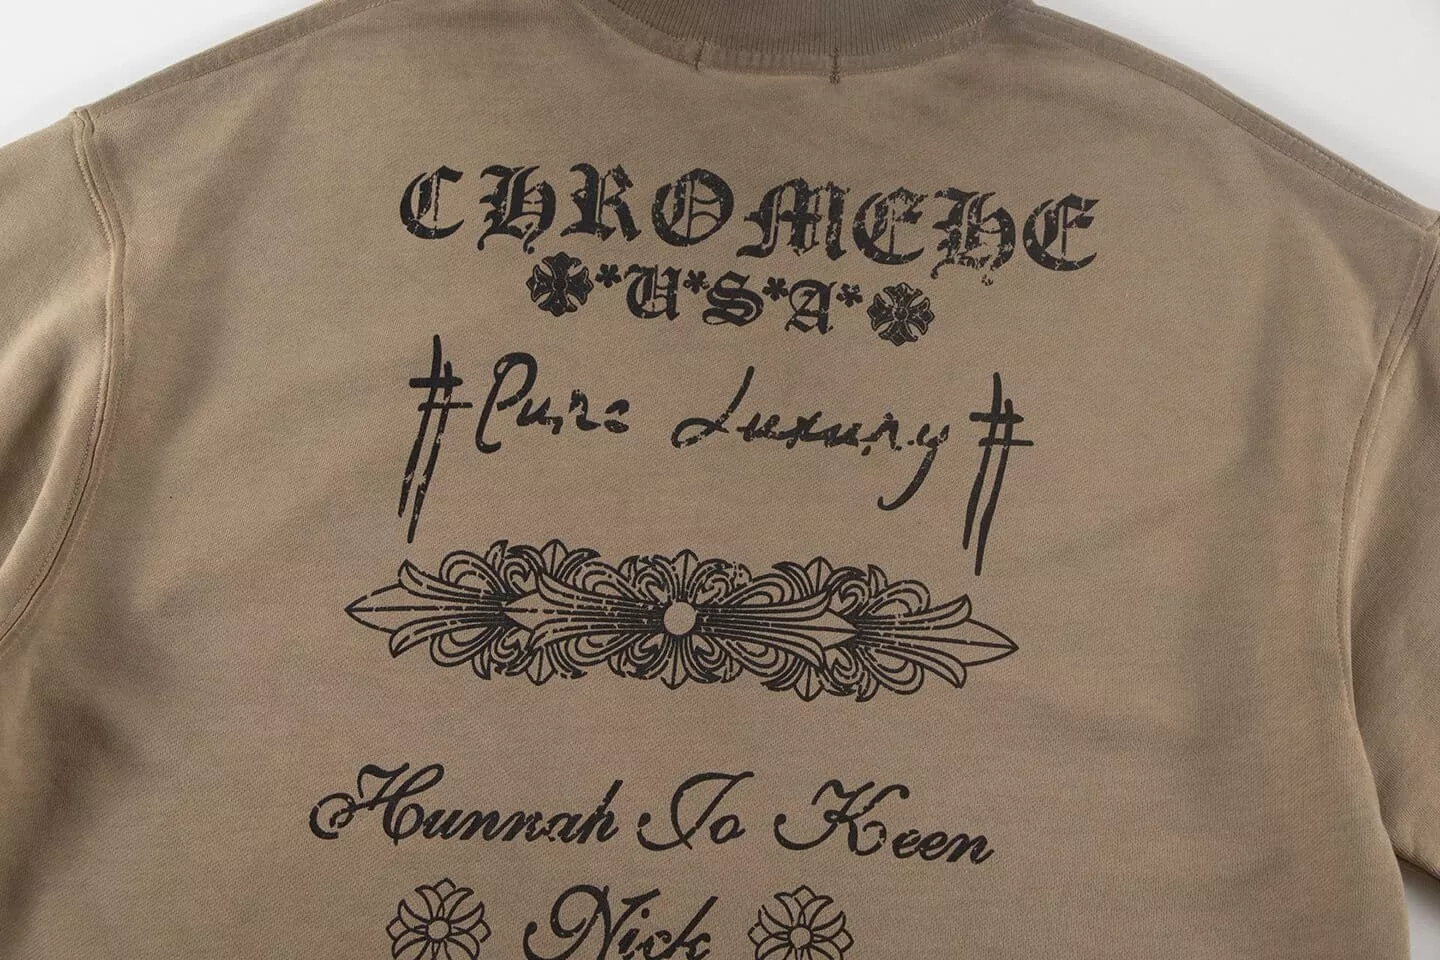 CHROMEHE
*U*S*A*
Pure Luxury
Hunnah Jo Keen
Nick